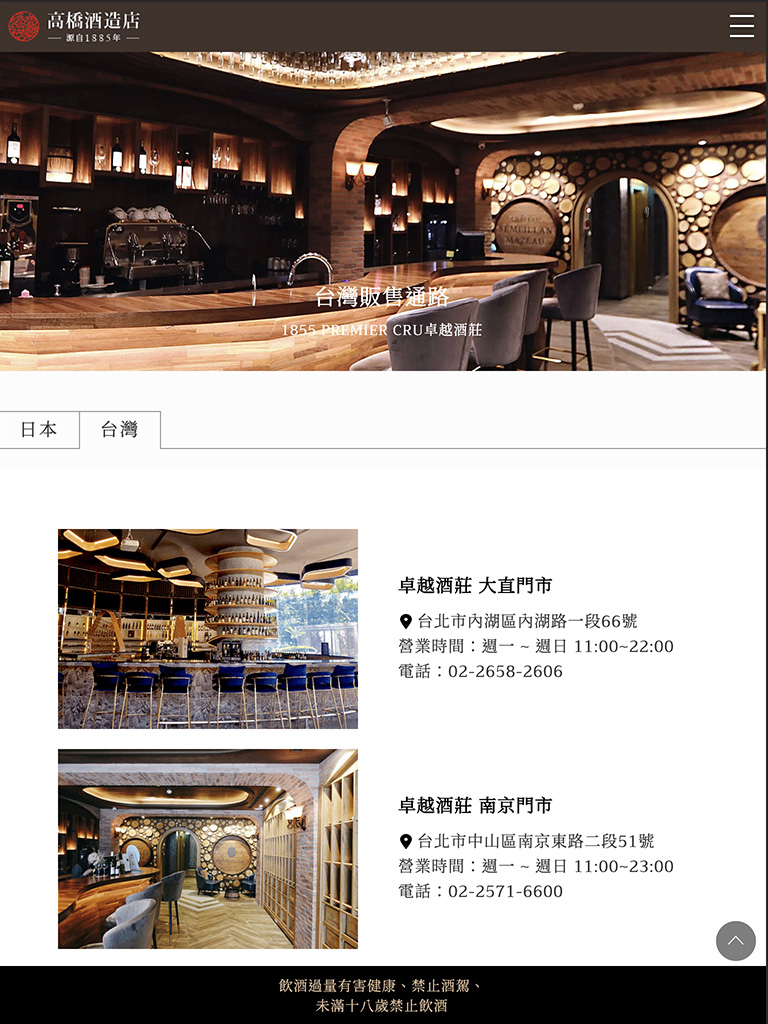 高橋酒造店
源自1885年
CHATEAU
SEMEILLAN
MAZEAU
台灣販售通路
1855 PREMIER CRU卓越酒莊
日本
台灣
卓越酒莊 大直門市
台北市內湖區內湖路一段66號
營業時間：週一 ~ 週日 11:00~22:00
電話：02-2658-2606
卓越酒莊 南京門市
台北市中山區南京東路二段51號
營業時間：週一 ~ 週日 11:00~23:00
電話：02-2571-6600
飲酒過量有害健康、禁止酒駕、
未滿十八歲禁止飲酒